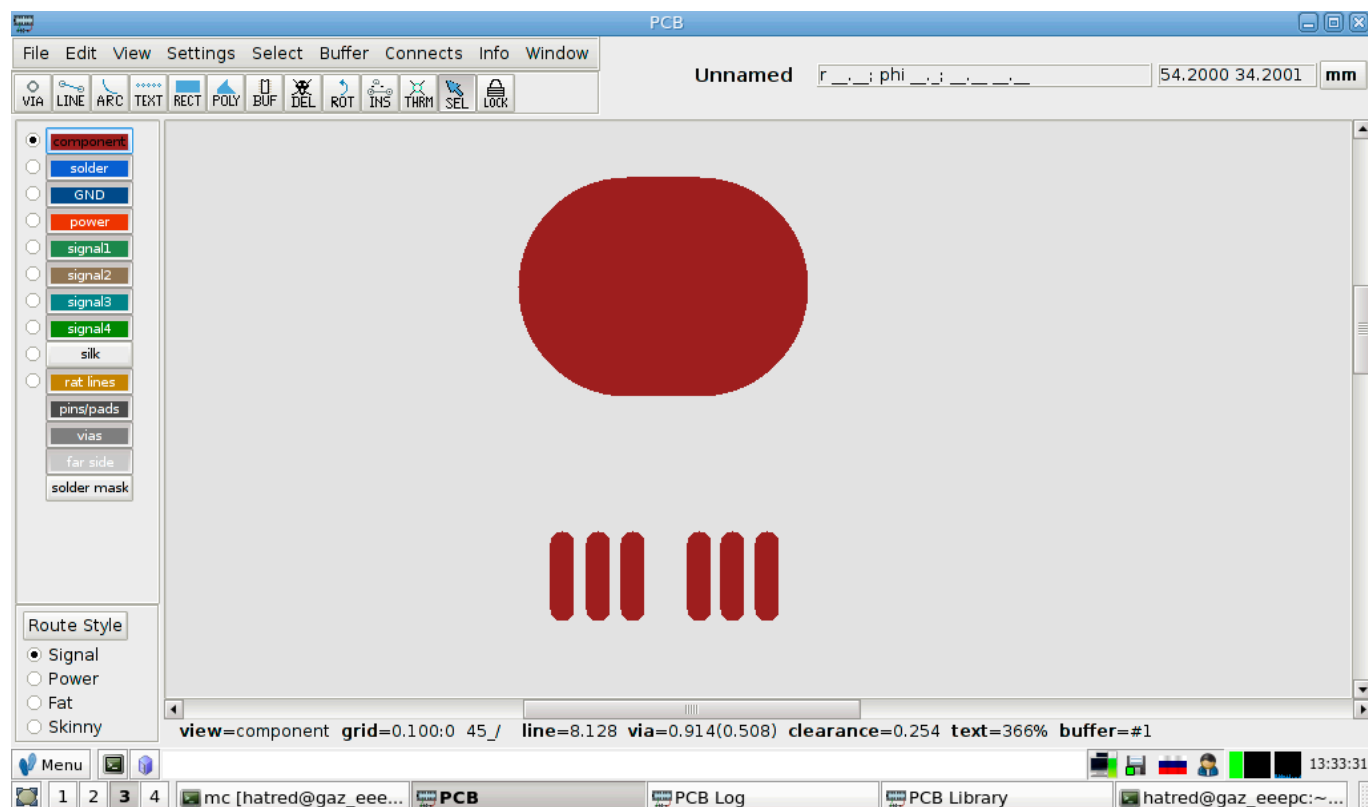 PCB
File Edit View Settings Select Buffer Connects Info Window
Unnamed r __.__; phi __._; __.__ __.__ 54.2000 34.2001 mm
VIA LINE ARC TEXT RECT POLY BUF DEL ROT INS THRM SEL LOCK
component
solder
GND
power
signal1
signal2
signal3
signal4
silk
rat lines
pins/pads
vias
far side
solder mask
Route Style
Signal
Power
Fat
Skinny
view=component grid=0.100:0 45_/ line=8.128 via=0.914(0.508) clearance=0.254 text=366% buffer=#1
Menu 13:33:31
1 2 3 4 mc [hatred@gaz_eee... PCB PCB Log PCB Library hatred@gaz_eeepc:~...